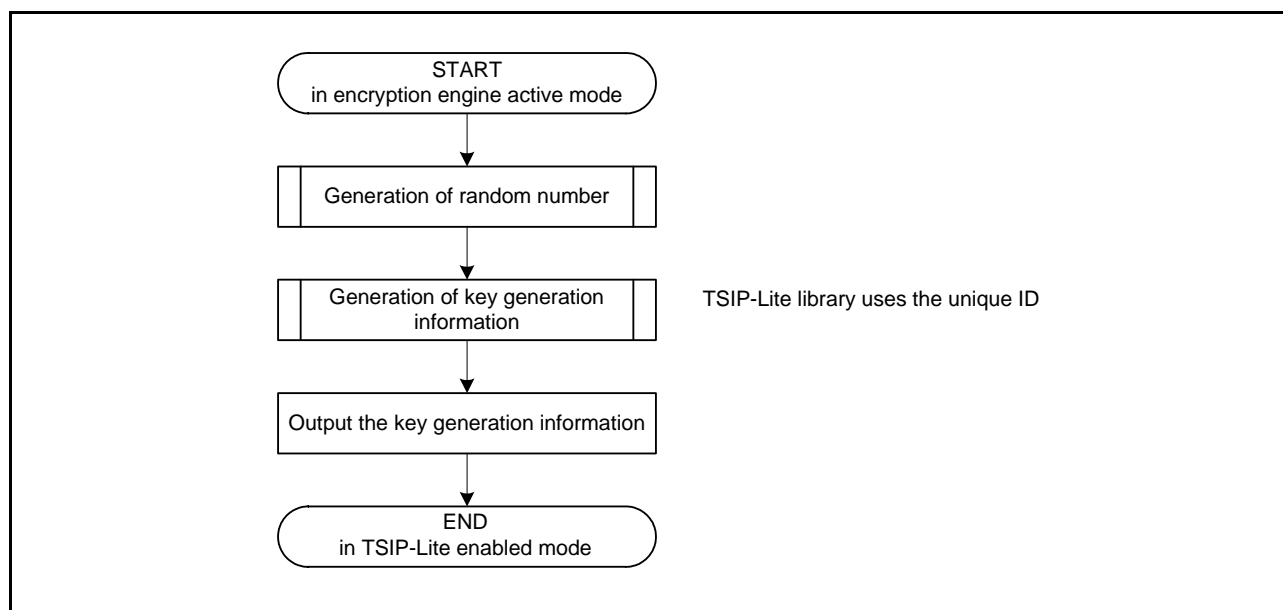 START
in encryption engine active mode
Generation of random number
Generation of key generation
information
TSIP-Lite library uses the unique ID
Output the key generation information
END
in TSIP-Lite enabled mode